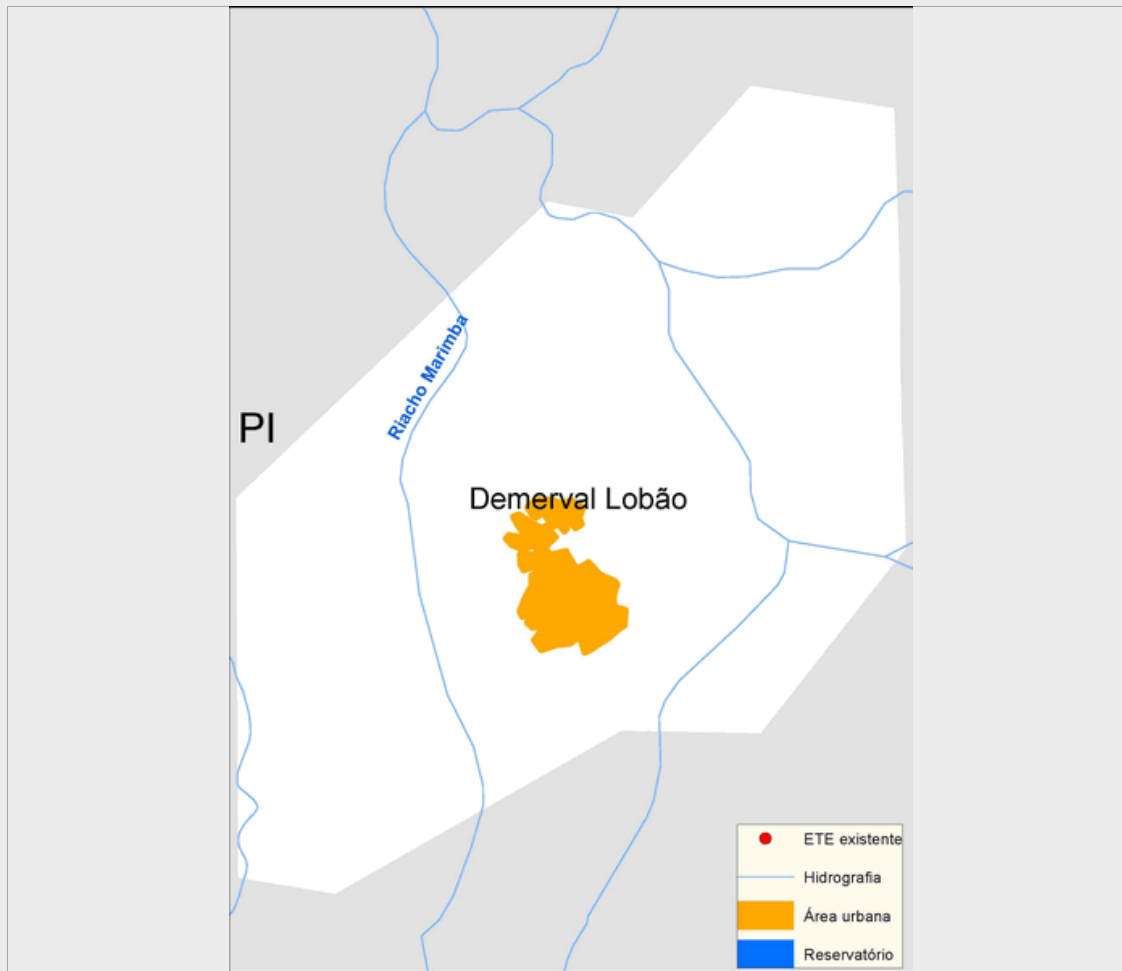 Riacho Marimba
PI
Demerval Lobão
ETE existente
Hidrografia
Área urbana
Reservatório